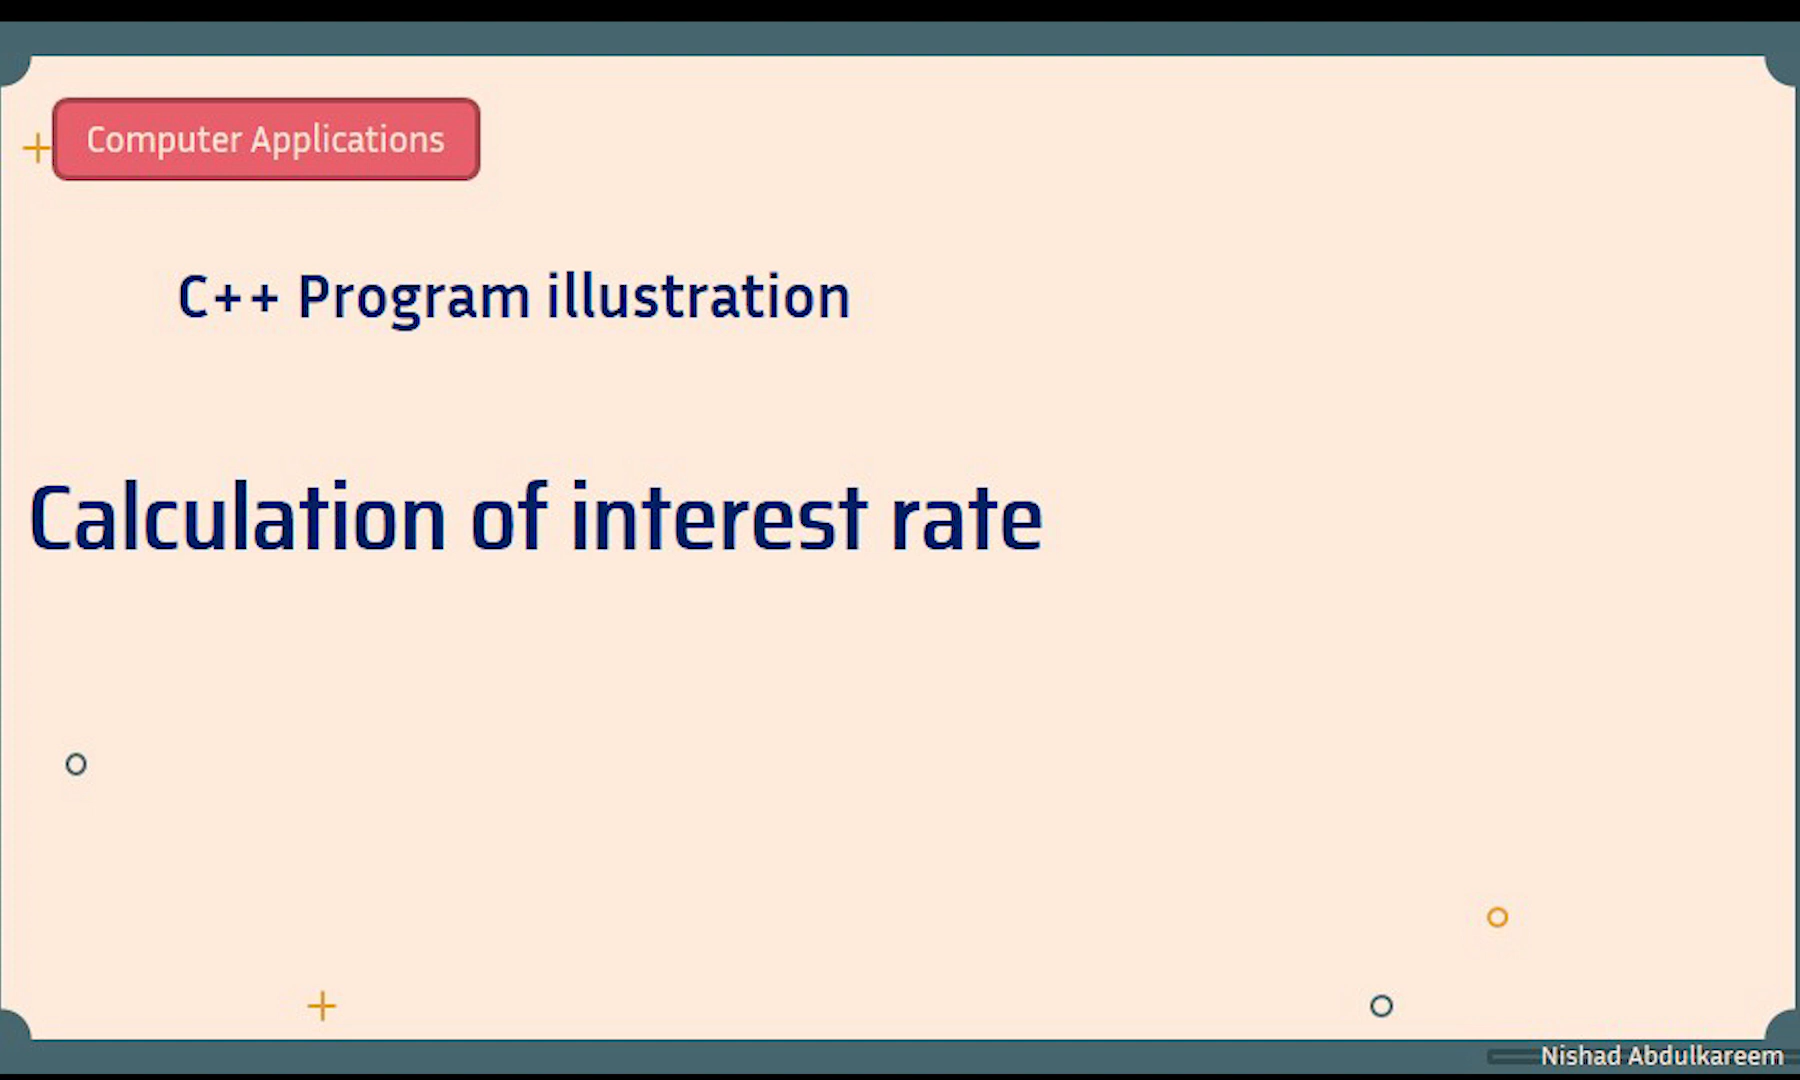 Computer Applications
C++ Program illustration
Calculation of interest rate
Nishad Abdulkareem